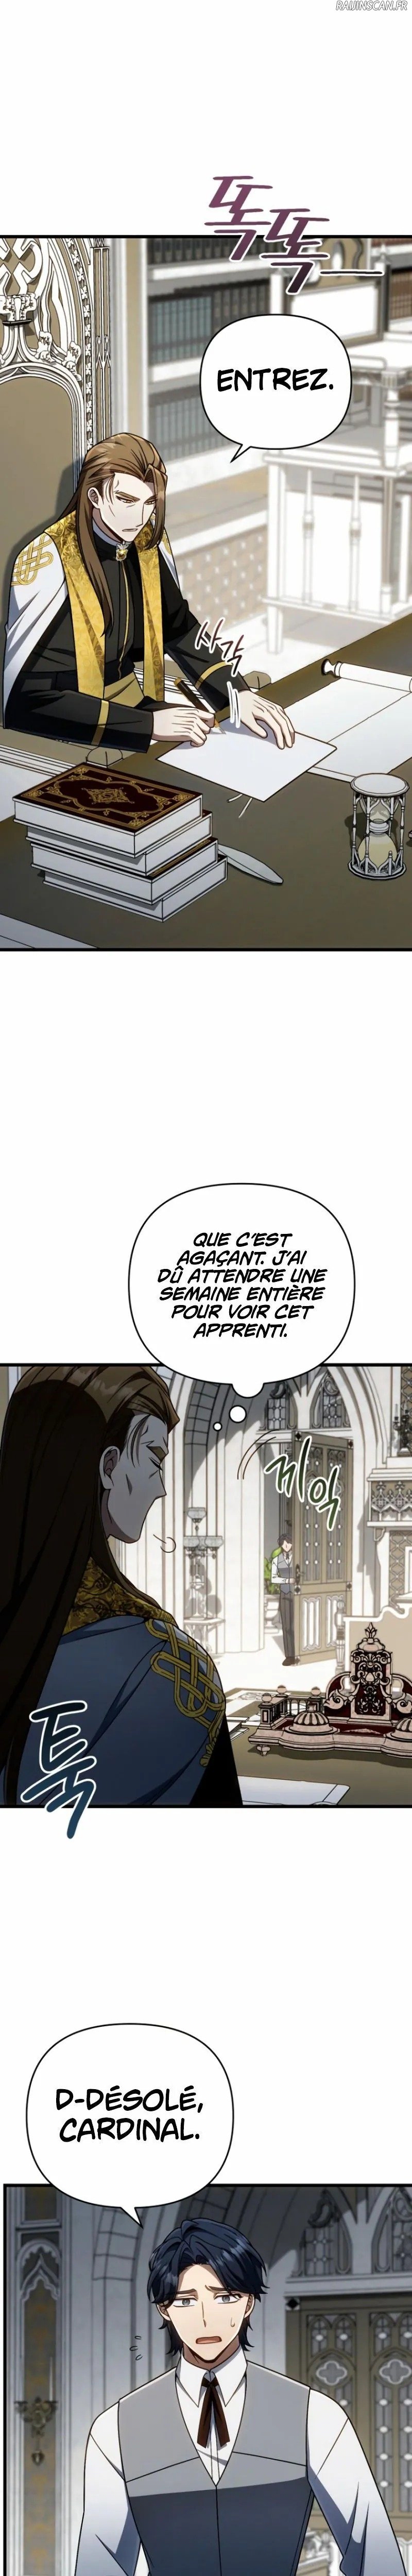 RAIJINSCAN.FR
똑
똑
ENTREZ.
사각
QUE C'EST
AGAÇANT. J'AI
DÛ ATTENDRE UNE
SEMAINE ENTIÈRE
POUR VOIR CET
APPRENTI.
끼익
툭
D-DÉSOLÉ,
CARDINAL.